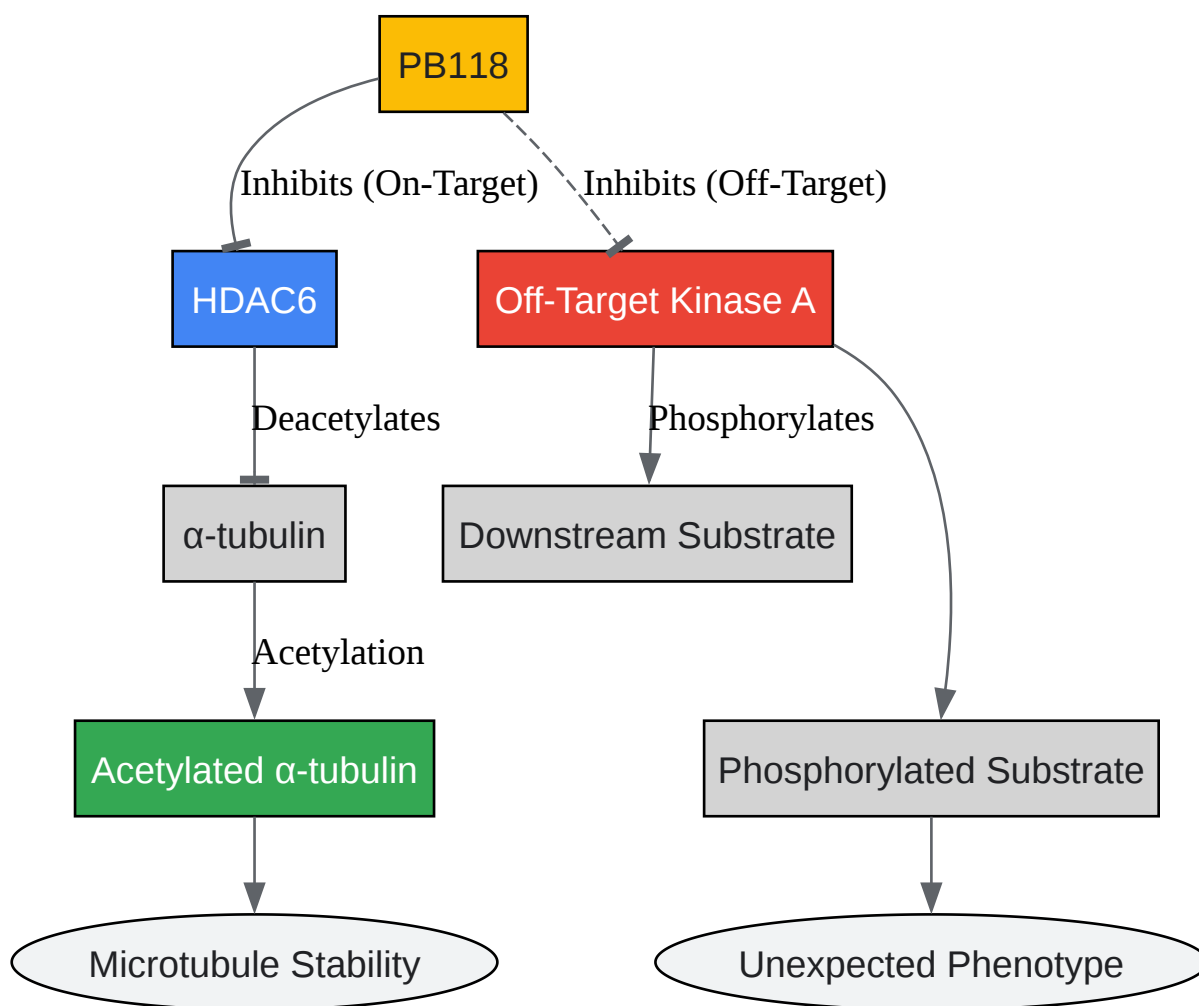 PB118
Inhibits (On-Target)
Inhibits (Off-Target)
HDAC6
Off-Target Kinase A
Deacetylates
Phosphorylates
α-tubulin
Downstream Substrate
Acetylation
Acetylated α-tubulin
Phosphorylated Substrate
Microtubule Stability
Unexpected Phenotype